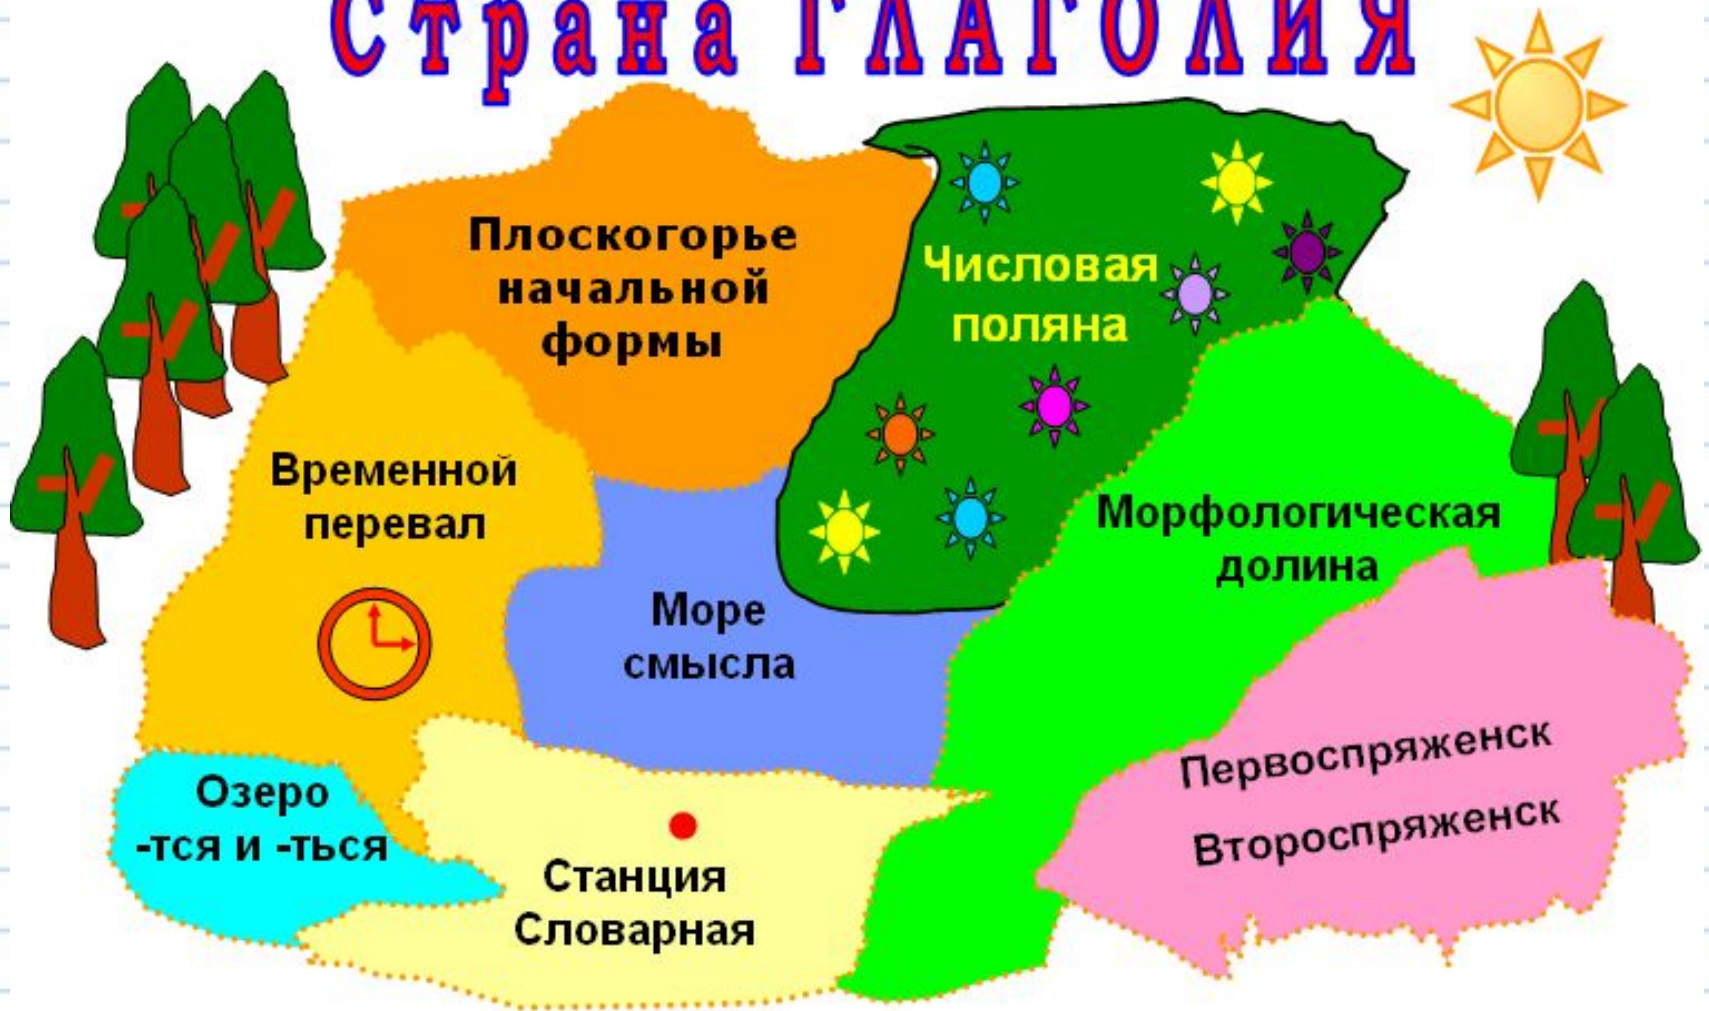 Страна ГЛАГОЛИЯ
Плоскогорье
начальной
формы
Числовая
поляна
Временной
перевал
Морфологическая
долина
Море
смысла
Первоспряженск
Второспряженск
Озеро
-тся и -ться
Станция
Словарная